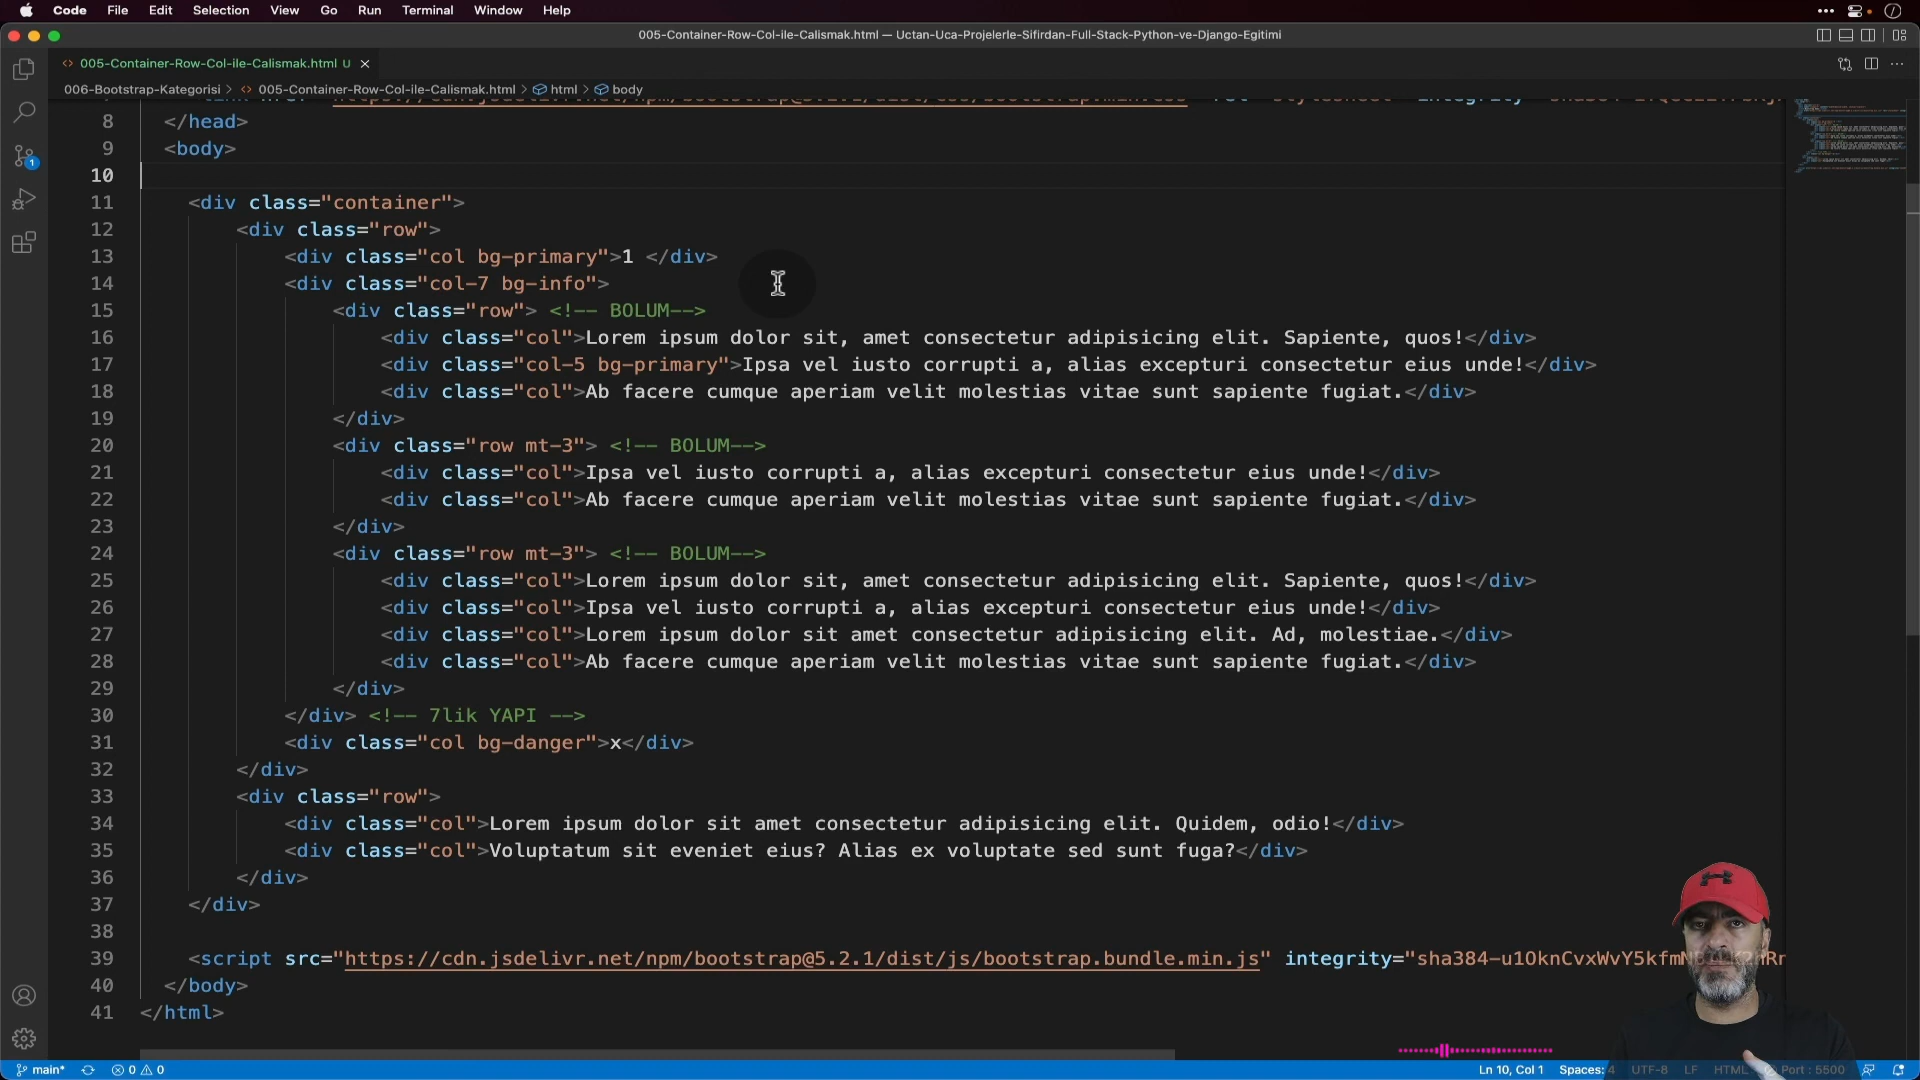 Code File Edit Selection View Go Run Terminal Window Help
005-Container-Row-Col-ile-Calismak.html — Uctan-Uca-Projelerle-Sifirdan-Full-Stack-Python-ve-Django-Egitimi
<> 005-Container-Row-Col-ile-Calismak.html U ×
006-Bootstrap-Kategorisi > <> 005-Container-Row-Col-ile-Calismak.html > html > body
8 </head>
9 <body>
10
11 <div class="container">
12 <div class="row">
13 <div class="col bg-primary">1 </div>
14 <div class="col-7 bg-info">
15 <div class="row"> <!-- BOLUM-->
16 <div class="col">Lorem ipsum dolor sit, amet consectetur adipisicing elit. Sapiente, quos!</div>
17 <div class="col-5 bg-primary">Ipsa vel iusto corrupti a, alias excepturi consectetur eius unde!</div>
18 <div class="col">Ab facere cumque aperiam velit molestias vitae sunt sapiente fugiat.</div>
19 </div>
20 <div class="row mt-3"> <!-- BOLUM-->
21 <div class="col">Ipsa vel iusto corrupti a, alias excepturi consectetur eius unde!</div>
22 <div class="col">Ab facere cumque aperiam velit molestias vitae sunt sapiente fugiat.</div>
23 </div>
24 <div class="row mt-3"> <!-- BOLUM-->
25 <div class="col">Lorem ipsum dolor sit, amet consectetur adipisicing elit. Sapiente, quos!</div>
26 <div class="col">Ipsa vel iusto corrupti a, alias excepturi consectetur eius unde!</div>
27 <div class="col">Lorem ipsum dolor sit amet consectetur adipisicing elit. Ad, molestiae.</div>
28 <div class="col">Ab facere cumque aperiam velit molestias vitae sunt sapiente fugiat.</div>
29 </div>
30 </div> <!-- 7lik YAPI -->
31 <div class="col bg-danger">x</div>
32 </div>
33 <div class="row">
34 <div class="col">Lorem ipsum dolor sit amet consectetur adipisicing elit. Quidem, odio!</div>
35 <div class="col">Voluptatum sit eveniet eius? Alias ex voluptate sed sunt fuga?</div>
36 </div>
37 </div>
38
39 <script src="https://cdn.jsdelivr.net/npm/bootstrap@5.2.1/dist/js/bootstrap.bundle.min.js" integrity=
40 </body>
41 </html>
main* 0 0 Ln 10, Col 1 Spaces: 4 UTF-8 LF HTML Port : 5500